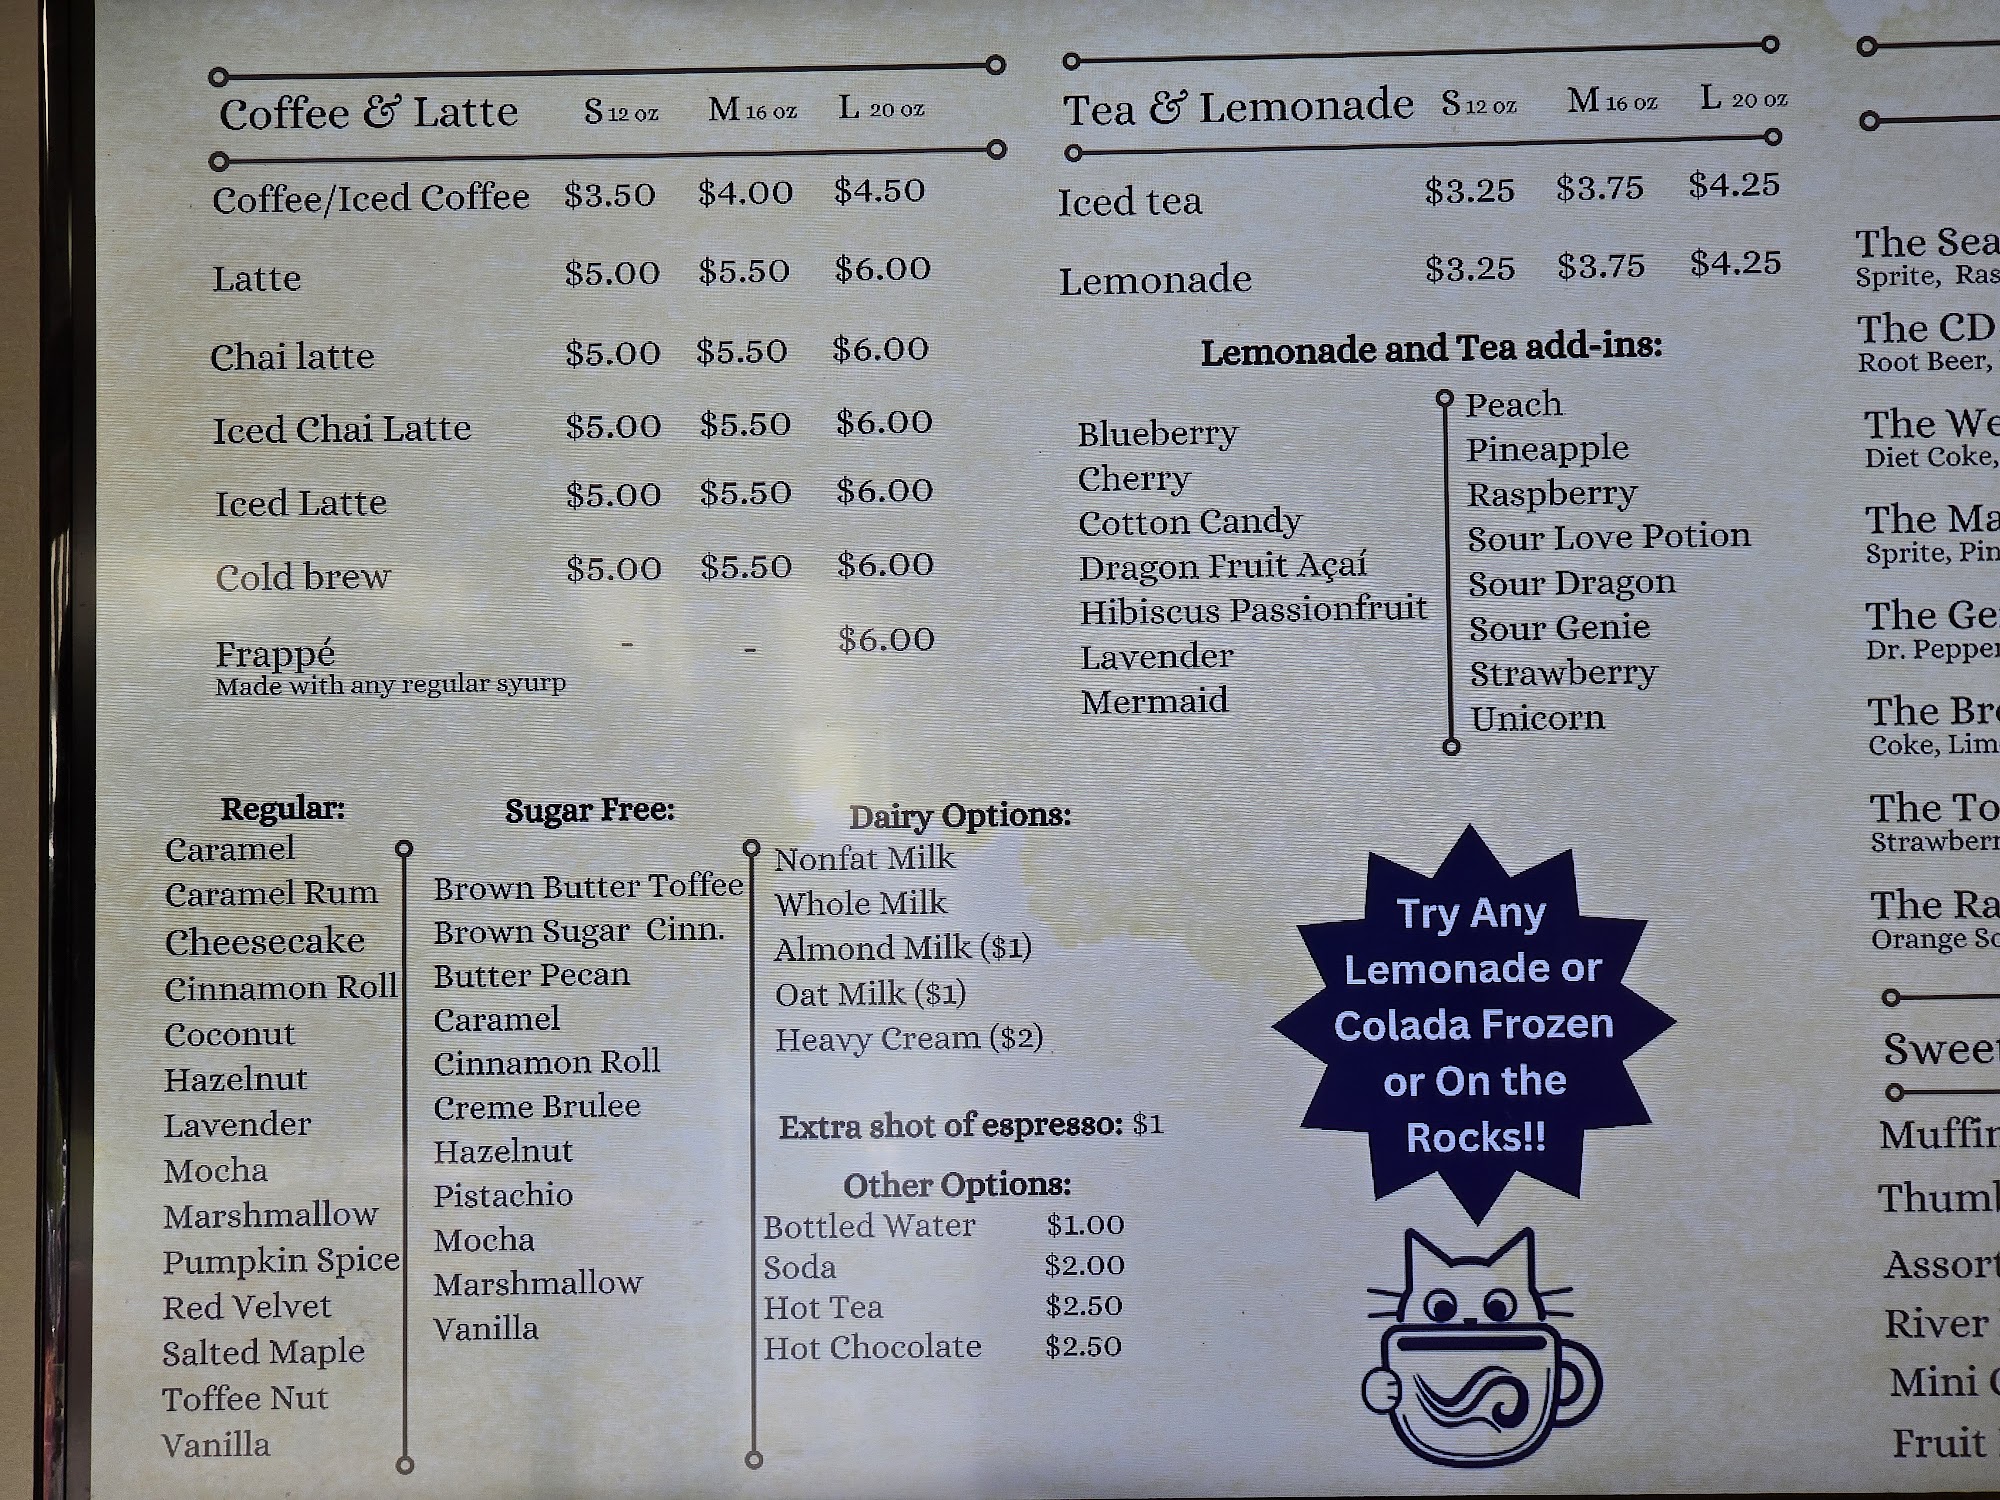 Coffee & Latte S 12 OZ M 16 OZ L 20 OZ
Coffee/Iced Coffee $3.50 $4.00 $4.50
Latte $5.00 $5.50 $6.00
Chai latte $5.00 $5.50 $6.00
Iced Chai Latte $5.00 $5.50 $6.00
Iced Latte $5.00 $5.50 $6.00
Cold brew $5.00 $5.50 $6.00
Frappé - - $6.00
Made with any regular syurp
Regular:
Caramel
Caramel Rum
Cheesecake
Cinnamon Roll
Coconut
Hazelnut
Lavender
Mocha
Marshmallow
Pumpkin Spice
Red Velvet
Salted Maple
Toffee Nut
Vanilla
Sugar Free:
Brown Butter Toffee
Brown Sugar Cinn.
Butter Pecan
Caramel
Cinnamon Roll
Creme Brulee
Hazelnut
Pistachio
Mocha
Marshmallow
Vanilla
Dairy Options:
Nonfat Milk
Whole Milk
Almond Milk ($1)
Oat Milk ($1)
Heavy Cream ($2)
Extra shot of espresso: $1
Other Options:
Bottled Water $1.00
Soda $2.00
Hot Tea $2.50
Hot Chocolate $2.50
Tea & Lemonade S 12 OZ M 16 OZ L 20 OZ
Iced tea $3.25 $3.75 $4.25
Lemonade $3.25 $3.75 $4.25
Lemonade and Tea add-ins:
Blueberry
Cherry
Cotton Candy
Dragon Fruit Açaí
Hibiscus Passionfruit
Lavender
Mermaid
Peach
Pineapple
Raspberry
Sour Love Potion
Sour Dragon
Sour Genie
Strawberry
Unicorn
Try Any
Lemonade or
Colada Frozen
or On the
Rocks!!
The
Sprite,
The CD
Root Beer,
The
Diet Coke,
The
Sprite,
The
Dr. Pepper
The
Coke,
The
The
Orange
River
Mini
Fruit